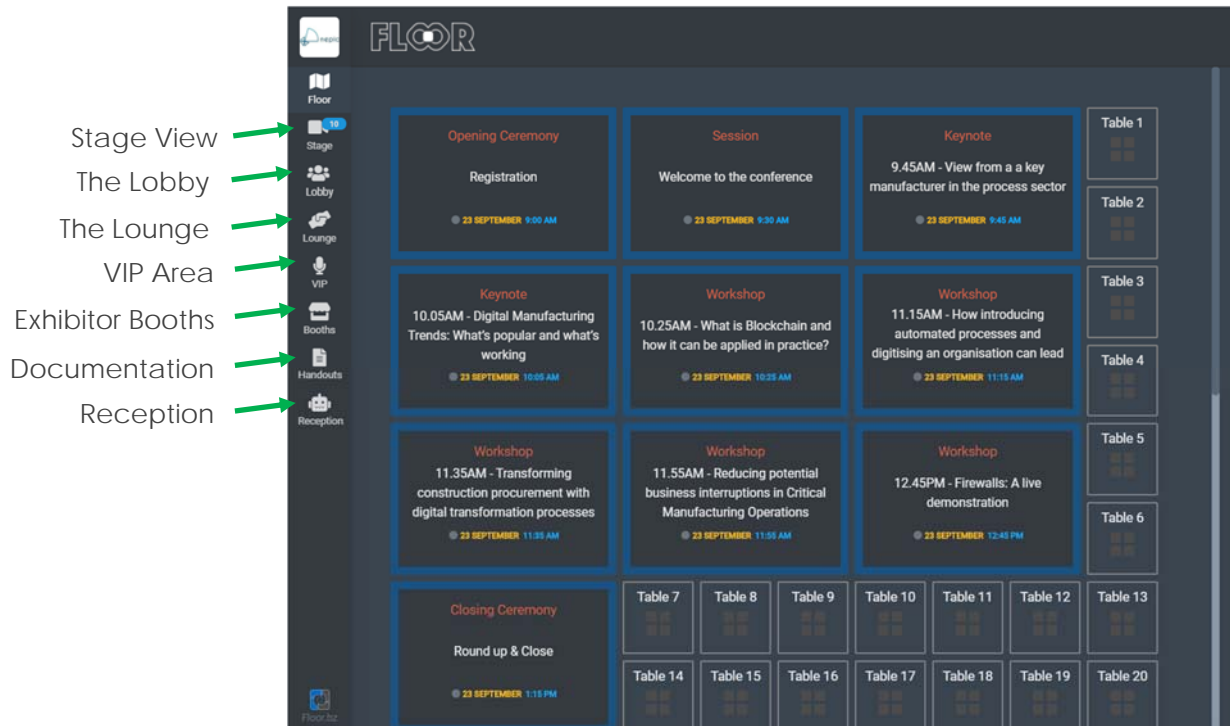 nepic
FLOOR
Floor
Stage View
10
Stage
The Lobby
Lobby
The Lounge
Lounge
VIP Area
VIP
Exhibitor Booths
Booths
Documentation
Handouts
Reception
Reception
Floor.bz
Opening Ceremony
Registration
23 SEPTEMBER 9:00 AM
Session
Welcome to the conference
23 SEPTEMBER 9:30 AM
Keynote
9.45AM - View from a a key
manufacturer in the process sector
23 SEPTEMBER 9:45 AM
Table 1
Table 2
Keynote
10.05AM - Digital Manufacturing
Trends: What's popular and what's
working
23 SEPTEMBER 10:05 AM
Workshop
10.25AM - What is Blockchain and
how it can be applied in practice?
23 SEPTEMBER 10:25 AM
Workshop
11.15AM - How introducing
automated processes and
digitising an organisation can lead
23 SEPTEMBER 11:15 AM
Table 3
Table 4
Workshop
11.35AM - Transforming
construction procurement with
digital transformation processes
23 SEPTEMBER 11:35 AM
Workshop
11.55AM - Reducing potential
business interruptions in Critical
Manufacturing Operations
23 SEPTEMBER 11:55 AM
Workshop
12.45PM - Firewalls: A live
demonstration
23 SEPTEMBER 12:45 PM
Table 5
Table 6
Closing Ceremony
Round up & Close
23 SEPTEMBER 1:15 PM
Table 7
Table 8
Table 9
Table 10
Table 11
Table 12
Table 13
Table 14
Table 15
Table 16
Table 17
Table 18
Table 19
Table 20